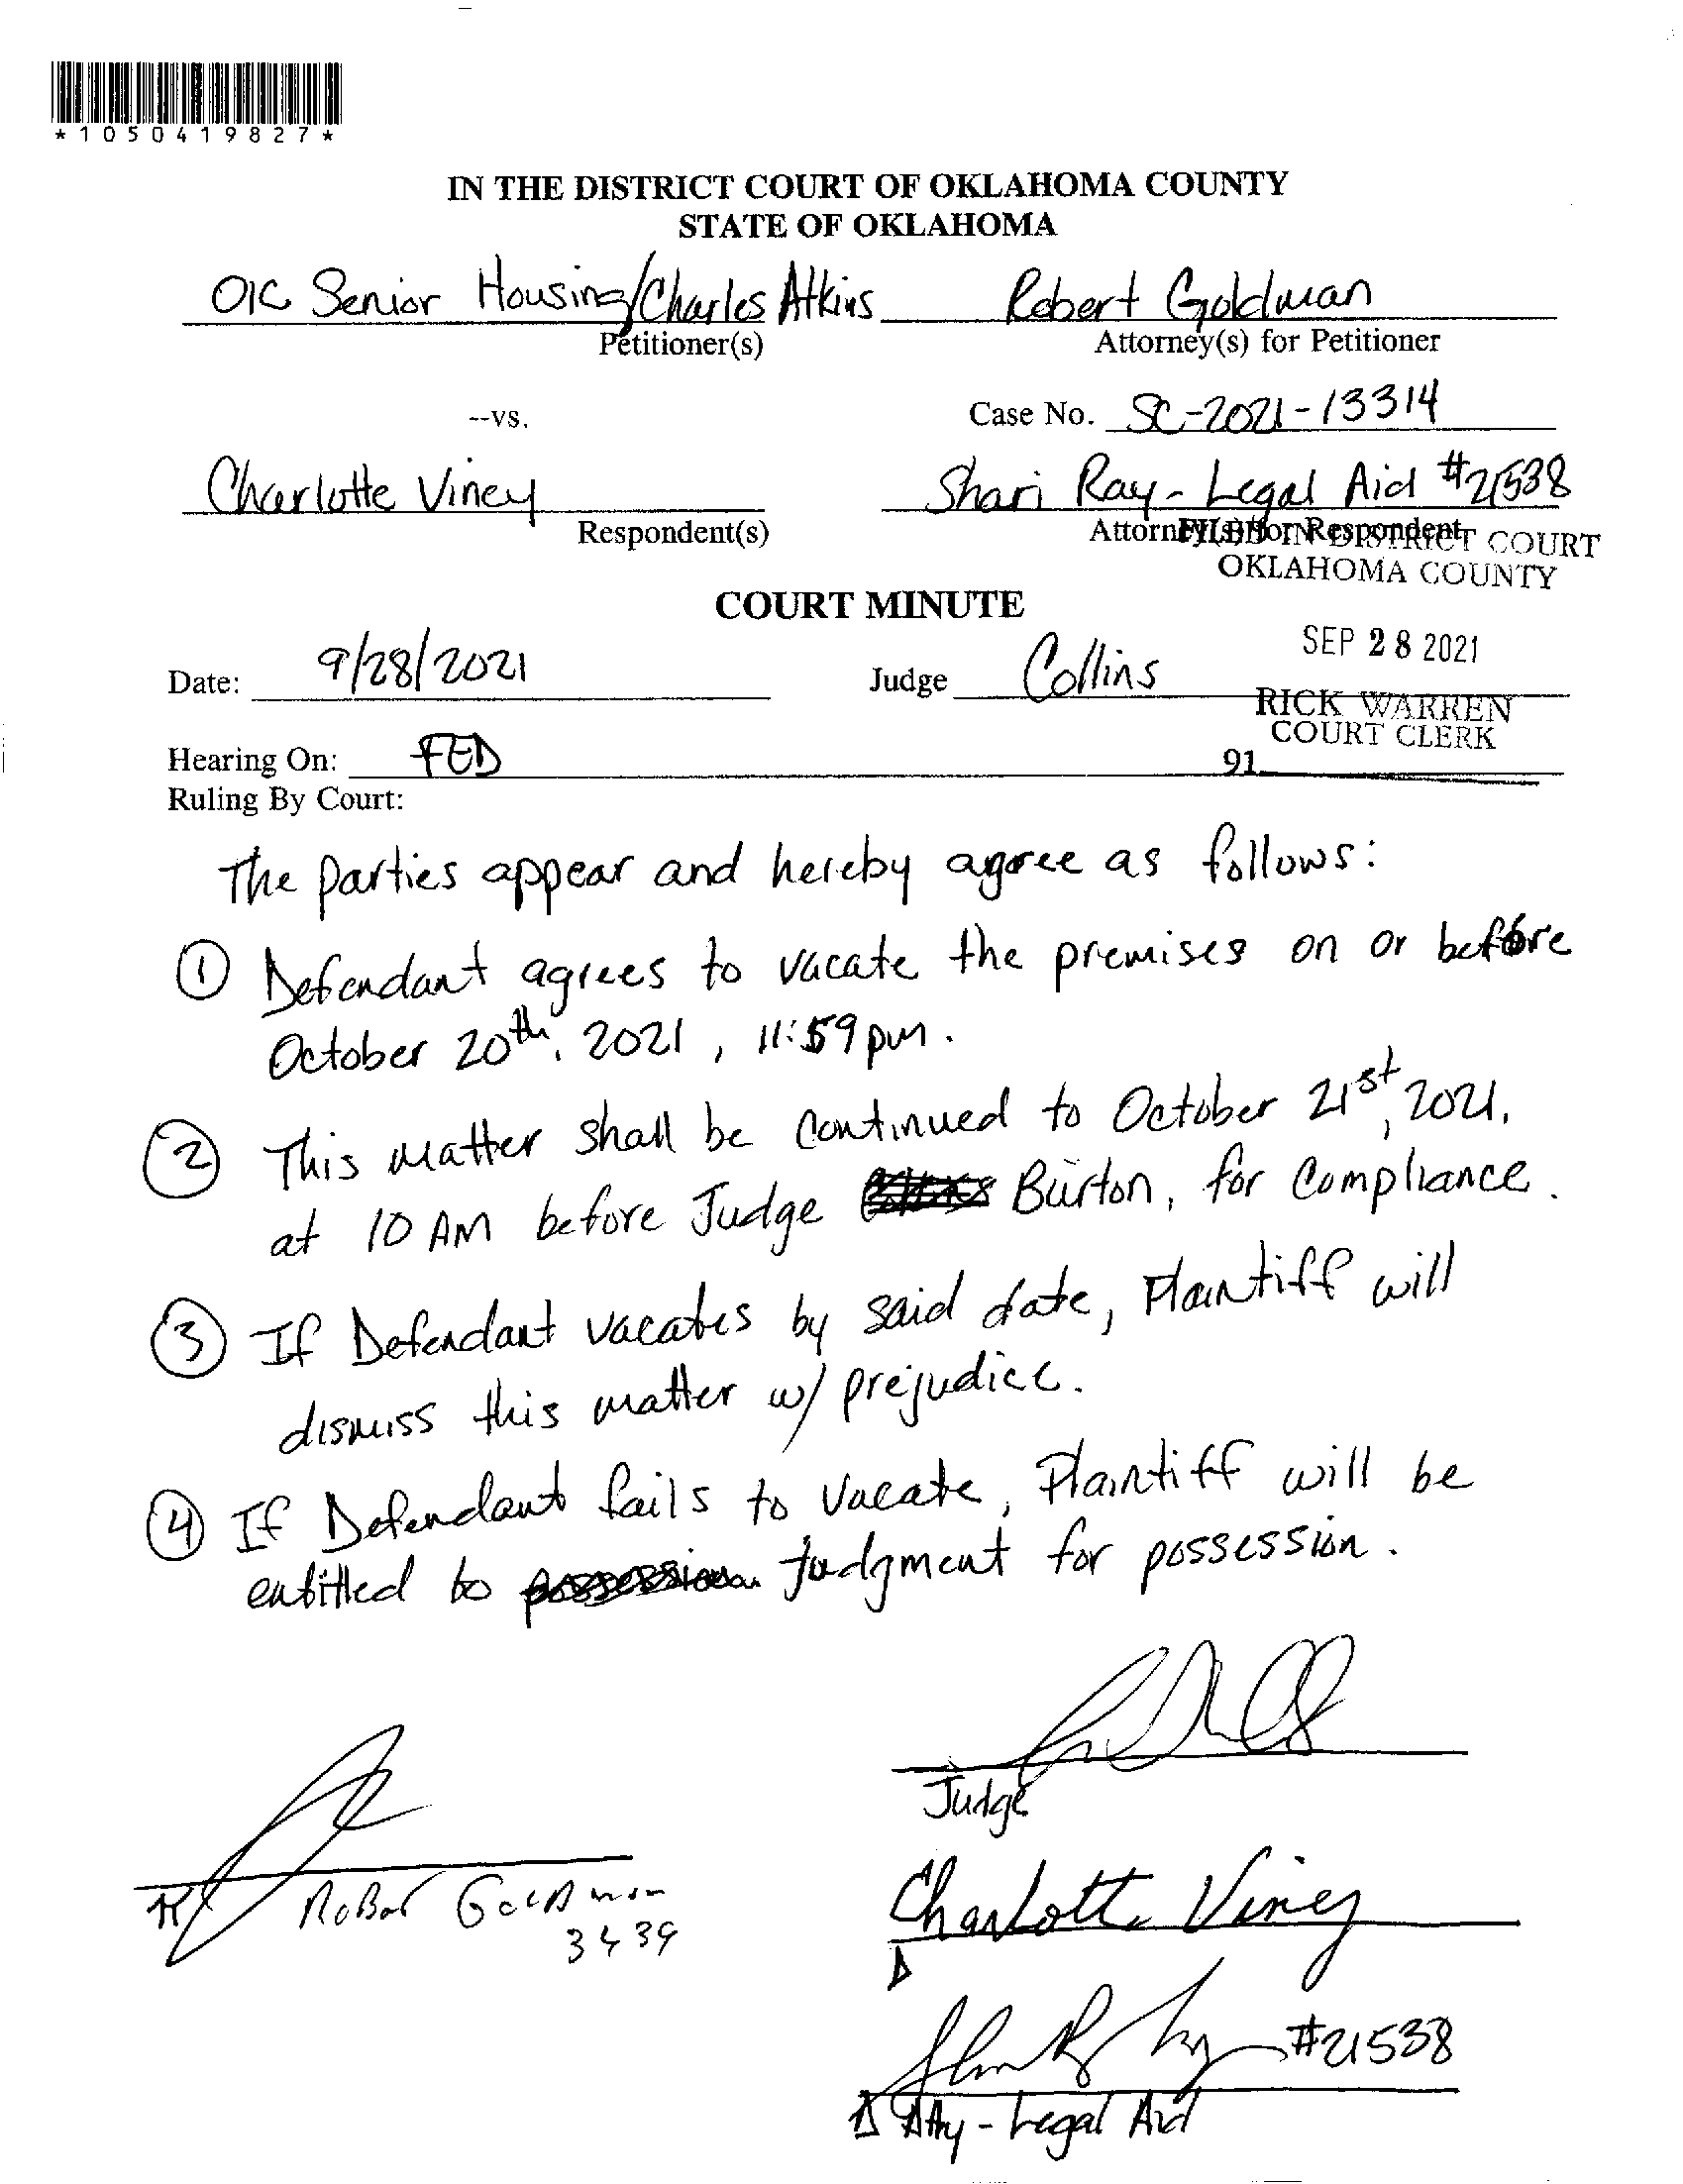 *1050419827*
IN THE DISTRICT COURT OF OKLAHOMA COUNTY
STATE OF OKLAHOMA
OIC Senior Housing/Charles Atkins
Robert Goldman
Petitioner(s)
Attorney(s) for Petitioner
--vs.
Case No. SC-2021-13314
Charlotte Viney
Shari Ray - Legal Aid #21538
Respondent(s)
Attorney(s) for Respondent
FILED IN DISTRICT COURT
OKLAHOMA COUNTY
COURT MINUTE
SEP 28 2021
Date: 9/28/2021
Judge Collins
RICK WARREN
COURT CLERK
Hearing On: FED
91
Ruling By Court:
The parties appear and hereby agree as follows:
① Defendant agrees to vacate the premises on or before
October 20th, 2021, 11:59 pm.
② This matter shall be continued to October 21st, 2021,
at 10 AM before Judge Burton, for compliance.
③ If Defendant vacates by said date, Plaintiff will
dismiss this matter w/ prejudice.
④ If Defendant fails to vacate, Plaintiff will be
entitled to possession Judgment for possession.
Judge
Robert Goldman
3439
Charlotte Viney
Δ
#21538
Δ Atty - Legal Aid